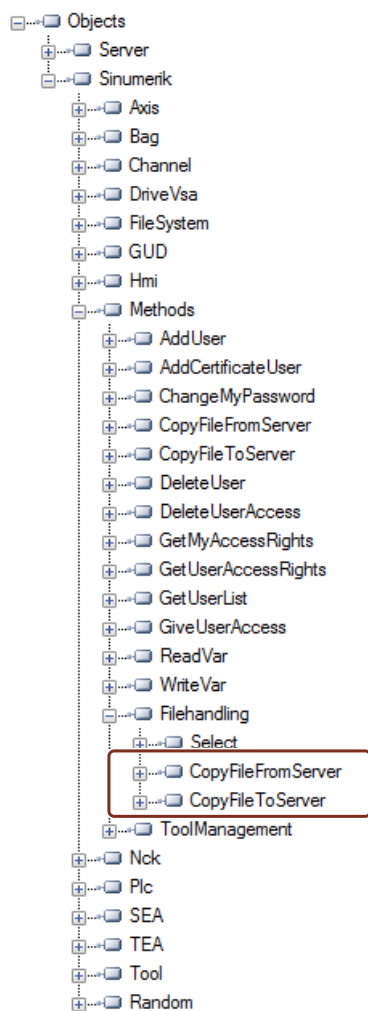 Objects
Server
Sinumerik
Axis
Bag
Channel
DriveVsa
FileSystem
GUD
Hmi
Methods
AddUser
AddCertificateUser
ChangeMyPassword
CopyFileFromServer
CopyFileToServer
DeleteUser
DeleteUserAccess
GetMyAccessRights
GetUserAccessRights
GetUserList
GiveUserAccess
ReadVar
WriteVar
Filehandling
Select
CopyFileFromServer
CopyFileToServer
ToolManagement
Nck
Plc
SEA
TEA
Tool
Random